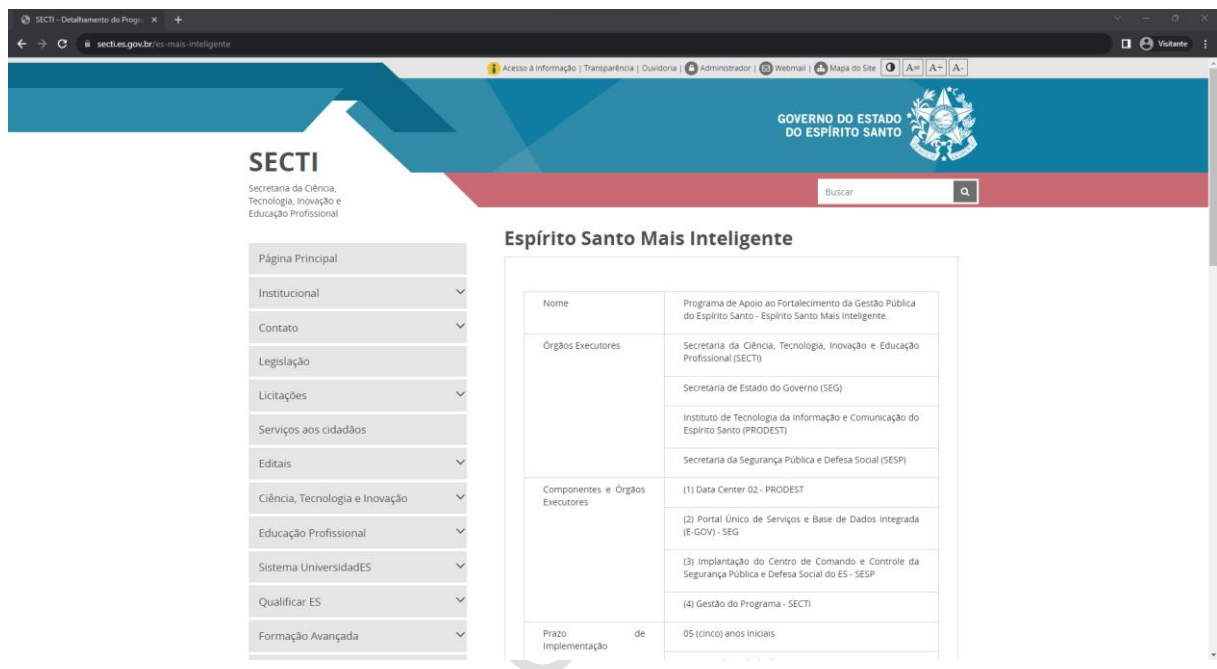 SECTI - Detalhamento do Progr
secti.es.gov.br/es-mais-inteligente
Visitante
Acesso à Informação | Transparência | Ouvidoria | Administrador | Webmail | Mapa do Site A= A+ A-
GOVERNO DO ESTADO
DO ESPÍRITO SANTO
SECTI
Secretaria da Ciência,
Tecnologia, Inovação e
Educação Profissional
Buscar
Página Principal
Institucional
Contato
Legislação
Licitações
Serviços aos cidadãos
Editais
Ciência, Tecnologia e Inovação
Educação Profissional
Sistema UniversidadES
Qualificar ES
Formação Avançada
Espírito Santo Mais Inteligente
Nome
Programa de Apoio ao Fortalecimento da Gestão Pública
do Espírito Santo - Espírito Santo Mais Inteligente.
Órgãos Executores
Secretaria da Ciência, Tecnologia, Inovação e Educação
Profissional (SECTI)
Secretaria de Estado do Governo (SEG)
Instituto de Tecnologia da Informação e Comunicação do
Espírito Santo (PRODEST)
Secretaria da Segurança Pública e Defesa Social (SESP)
Componentes e Órgãos
Executores
(1) Data Center 02 - PRODEST
(2) Portal Único de Serviços e Base de Dados Integrada
(E-GOV) - SEG
(3) Implantação do Centro de Comando e Controle da
Segurança Pública e Defesa Social do ES - SESP
(4) Gestão do Programa - SECTI
Prazo de
Implementação
05 (cinco) anos iniciais